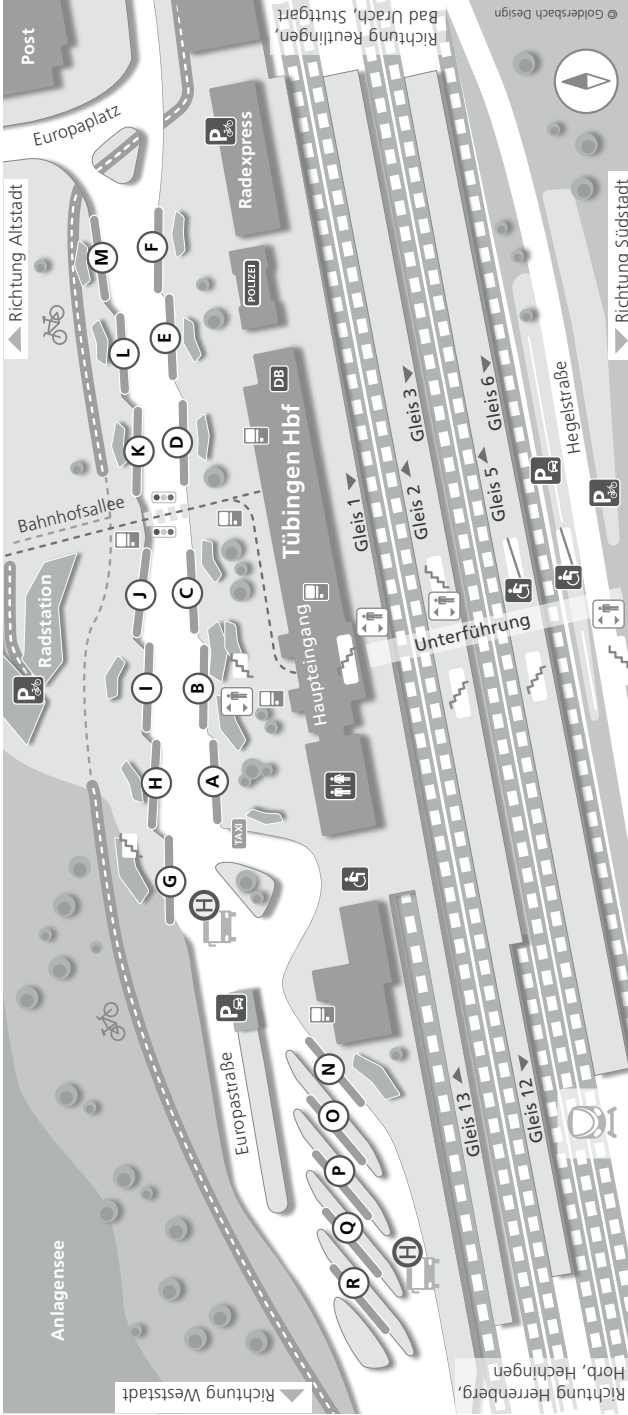 Post
Europaplatz
Richtung Altstadt
Richtung Reutlingen,
Bad Urach, Stuttgart
© Goldersbach Design
P
Radexpress
POLIZEI
M
F
L
E
K
D
DB
Tübingen Hbf
Haupteingang
Bahnhofsallee
P
Radstation
J
C
I
B
H
A
G
TAXI
H
Gleis 1
Gleis 2
Gleis 3
Gleis 5
Gleis 6
Unterführung
Hegelstraße
P
P
Richtung Südstadt
P
Europastraße
N
O
P
Q
R
H
Gleis 13
Gleis 12
Anlagensee
Richtung Weststadt
Richtung Herrenberg,
Horb, Hechingen